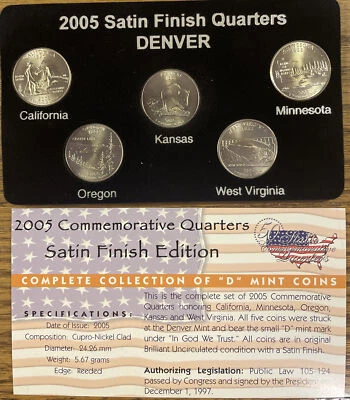 2005 Satin Finish Quarters
DENVER
California
Kansas
Minnesota
Oregon
West Virginia
2005 Commemorative Quarters
Satin Finish Edition
COMPLETE COLLECTION OF "D" MINT COINS
SPECIFICATIONS:
Date of Issue: 2005
Composition: Cupro-Nickel Clad
Diameter: 24.26 mm
Weight: 5.67 grams
Edge: Reeded
This is the complete set of 2005 Commemorative
Quarters honoring California, Minnesota, Oregon,
Kansas and West Virginia. All five coins were struck
at the Denver Mint and bear the small "D" mint mark
under "In God We Trust." All coins are in original
Brilliant Uncirculated condition with a Satin Finish.
Authorizing Legislation: Public Law 105-124
passed by Congress and signed by the President
December 1, 1997.